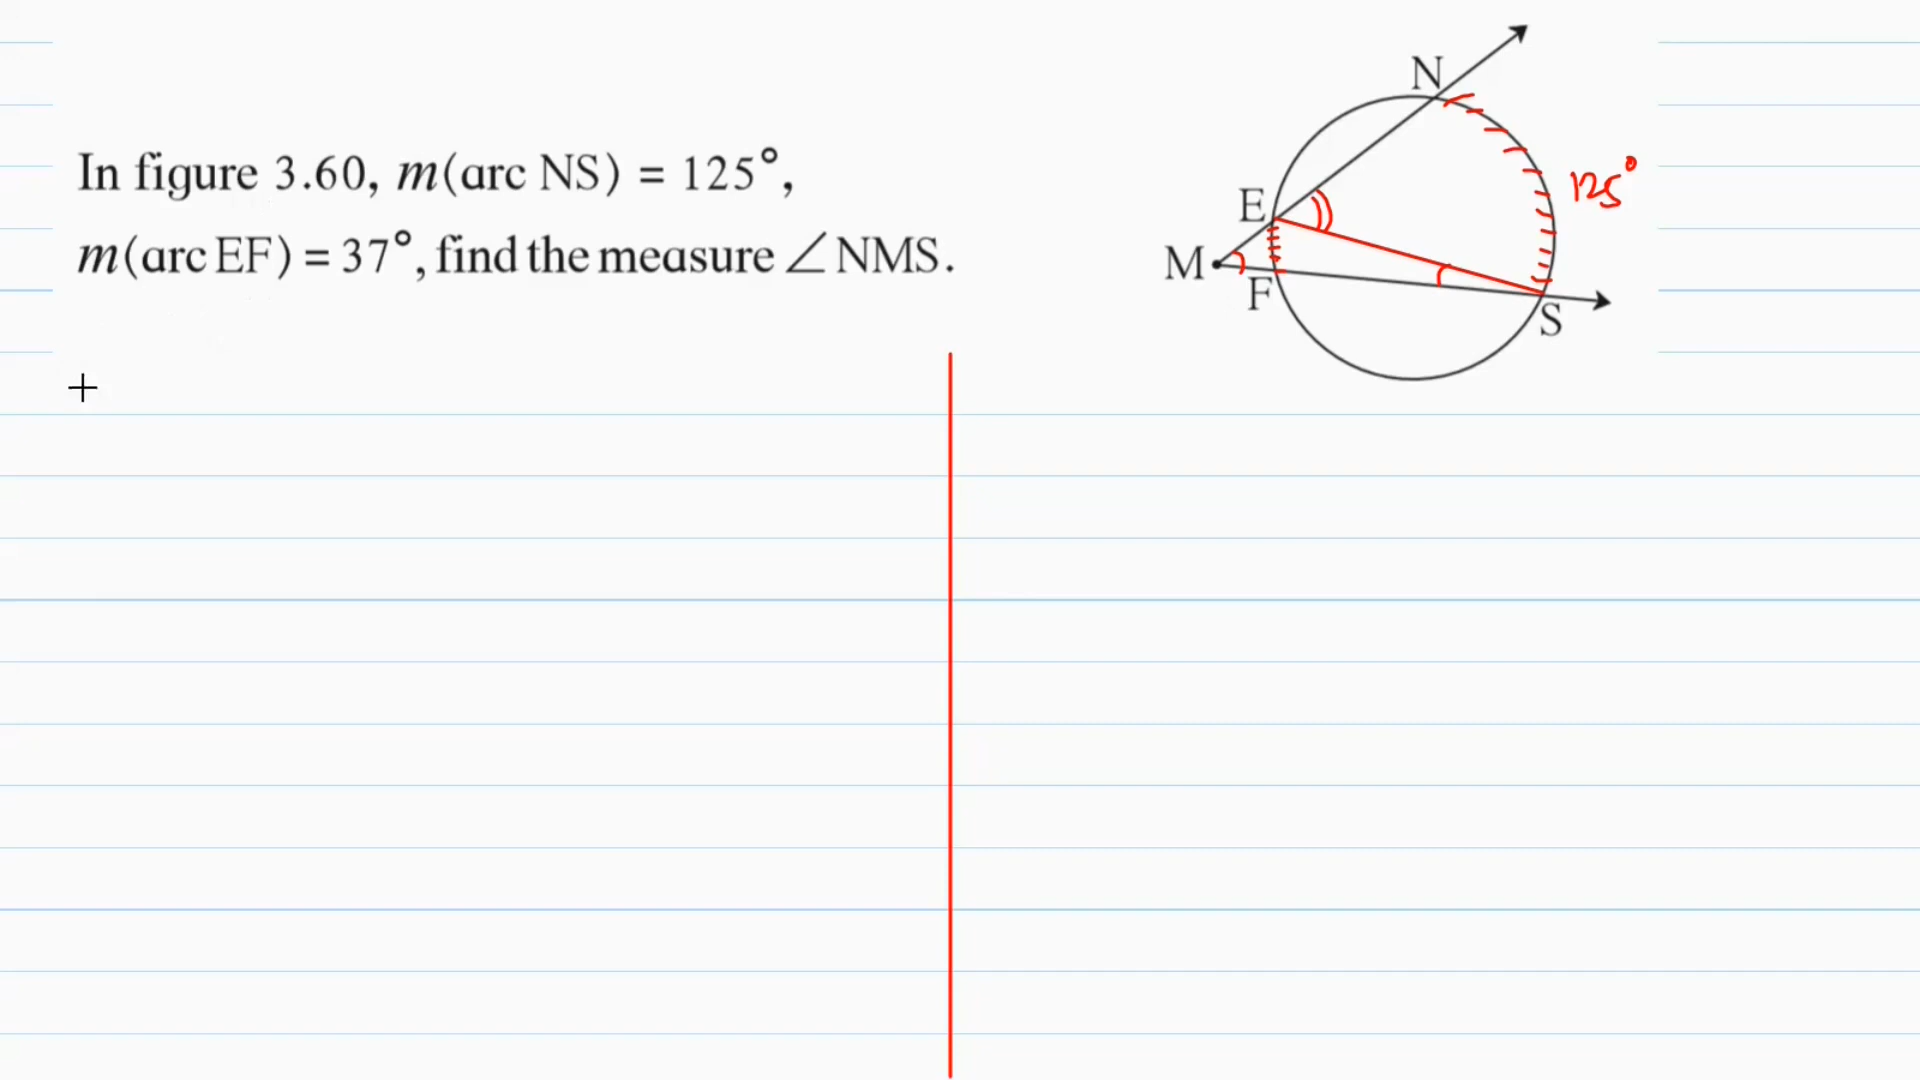 In figure 3.60, m(arc NS) = 125°,
m(arc EF) = 37°, find the measure ∠NMS.
N
E
M
F
S
125°